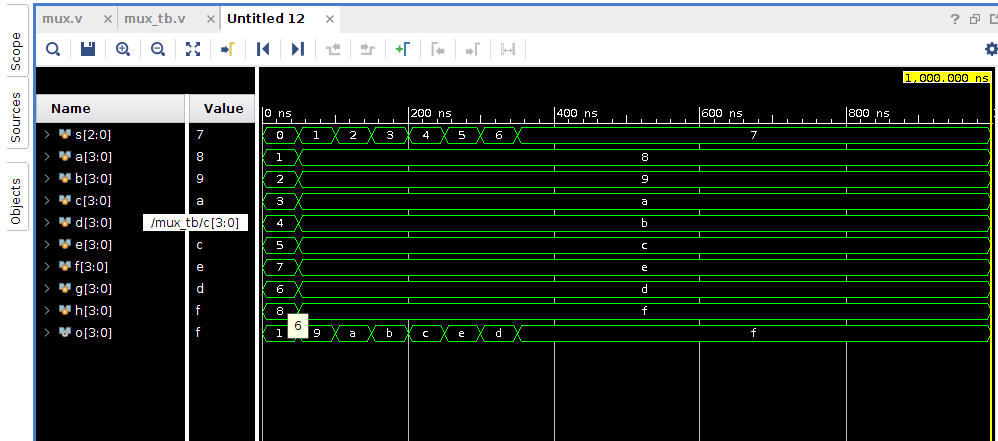 mux.v × mux_tb.v × Untitled 12 ×
?
Scope
Sources
Objects
1,000.000 ns
Name Value
0 ns 200 ns 400 ns 600 ns 800 ns
s[2:0] 7 0 1 2 3 4 5 6 7
a[3:0] 8 1 8
b[3:0] 9 2 9
c[3:0] a 3 a
d[3:0] /mux_tb/c[3:0] 4 b
e[3:0] c 5 c
f[3:0] e 7 e
g[3:0] d 6 d
h[3:0] f 8 f
6
o[3:0] f 1 9 a b c e d f